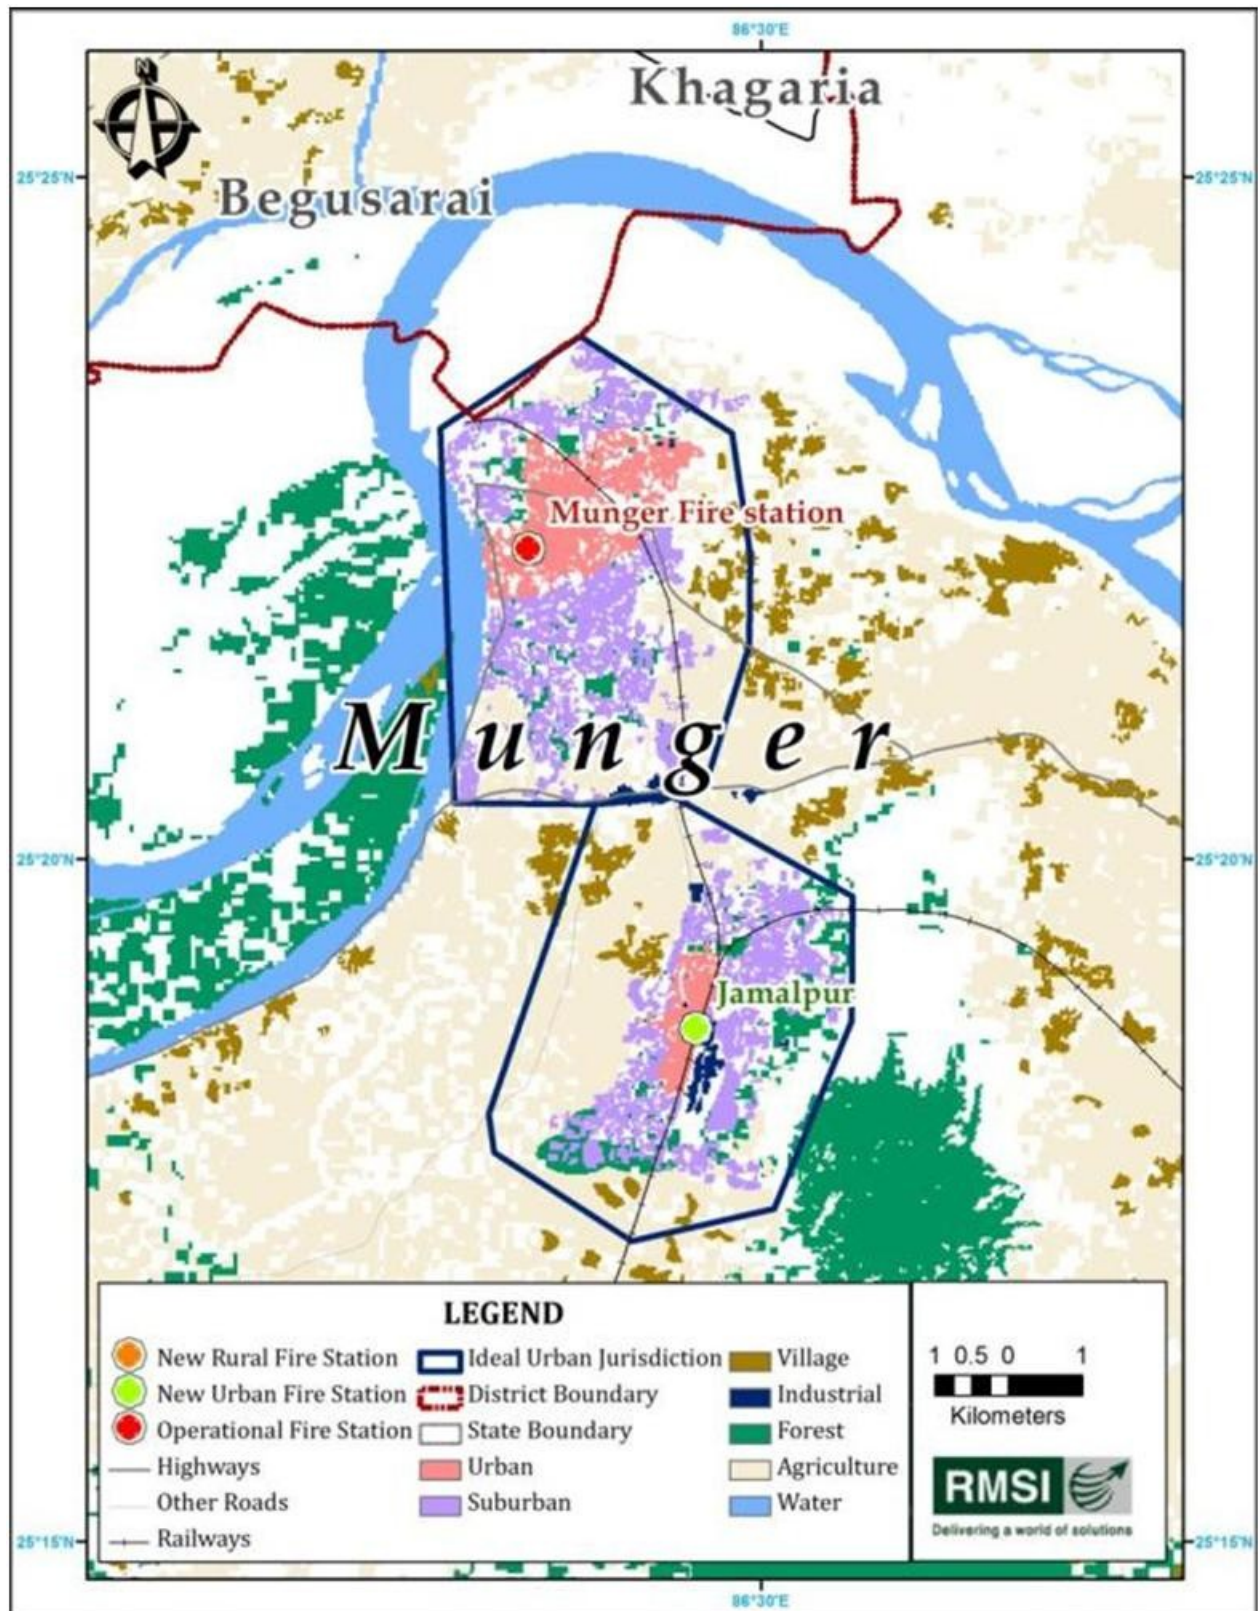 86°30'E
N
Khagaria
25°25'N
25°25'N
Begusarai
Munger Fire station
Munger
25°20'N
25°20'N
Jamalpur
LEGEND
New Rural Fire Station
New Urban Fire Station
Operational Fire Station
Highways
Other Roads
Railways
Ideal Urban Jurisdiction
District Boundary
State Boundary
Urban
Suburban
Village
Industrial
Forest
Agriculture
Water
1 0.5 0 1
Kilometers
RMSI
Delivering a world of solutions
25°15'N
25°15'N
86°30'E